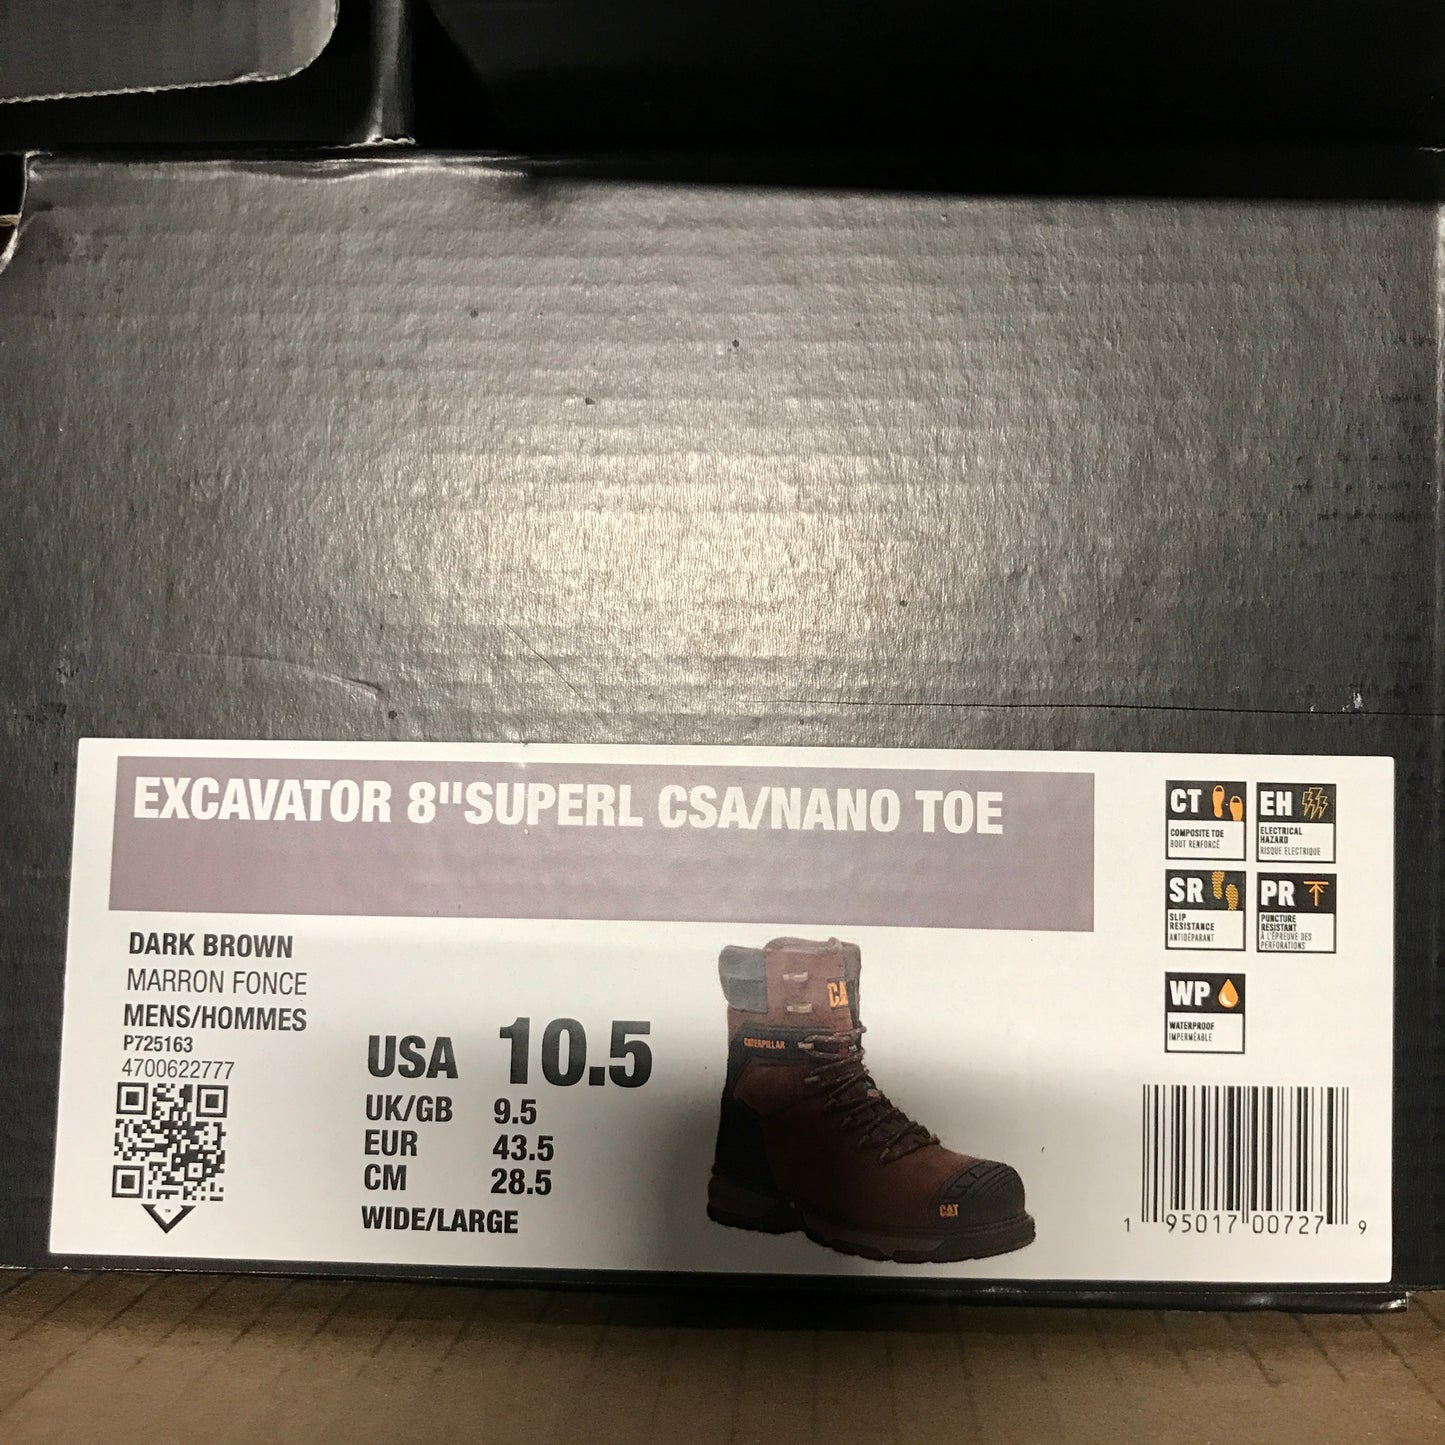 EXCAVATOR 8"SUPERL CSA/NANO TOE
DARK BROWN
MARRON FONCE
MENS/HOMMES
P725163
4700622777
™
USA 10.5
UK/GB 9.5
EUR 43.5
CM 28.5
WIDE/LARGE
CAT
CATERPILLAR
CAT
CT
COMPOSITE TOE
BOUT RENFORCÉ
EH
ELECTRICAL
HAZARD
RISQUE ELECTRIQUE
SR
SLIP
RESISTANCE
ANTIDÉRAPANT
PR
PUNCTURE
RESISTANT
À L'ÉPREUVE DES
PERFORATIONS
WP
WATERPROOF
IMPERMÉABLE
1 95017 00727 9